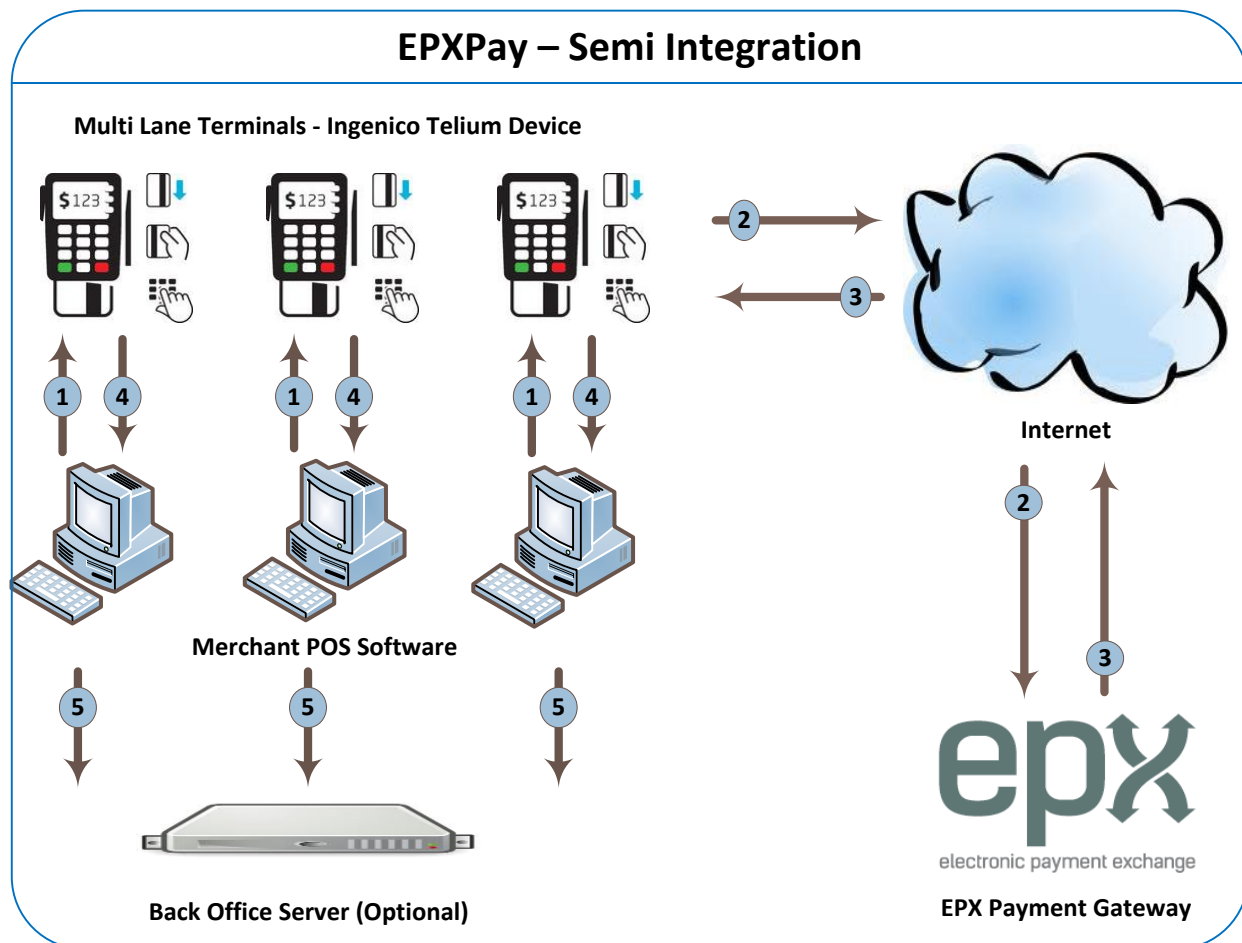 EPXPay – Semi Integration
Multi Lane Terminals - Ingenico Telium Device
$123
$123
$123
2
3
1
4
1
4
1
4
Internet
2
3
Merchant POS Software
5
5
5
epx
electronic payment exchange
Back Office Server (Optional)
EPX Payment Gateway